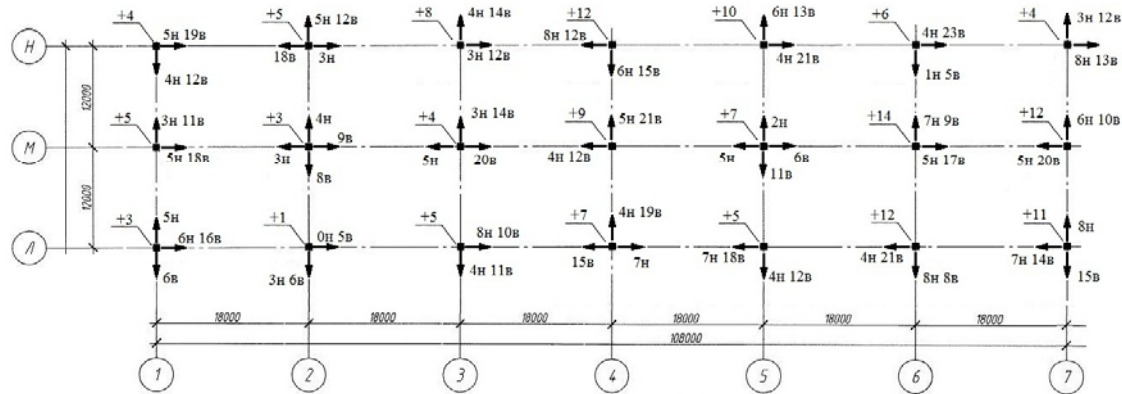 +4 5н 19в 4н 12в
+5 5н 12в 18в 3н
+8 4н 14в 3н 12в
+12 8н 12в 6н 15в
+10 6н 13в 4н 21в
+6 4н 23в 1н 5в
+4 3н 12в 8н 13в
Н
12000
+5 3н 11в 5н 18в
+3 4н 9в 3н 8в
+4 3н 14в 5н 20в
+9 5н 21в 4н 12в
+7 2н 5н 6в 11в
+14 7н 9в 5н 17в
+12 6н 10в 5н 20в
М
12000
+3 5н 6н 16в 6в
+1 0н 5в 3н 6в
+5 8н 10в 4н 11в
+7 4н 19в 15в 7н
+5 7н 18в 4н 12в
+12 4н 21в 8н 8в
+11 8н 7н 14в 15в
Л
18000 18000 18000 18000 18000 18000
108000
1 2 3 4 5 6 7